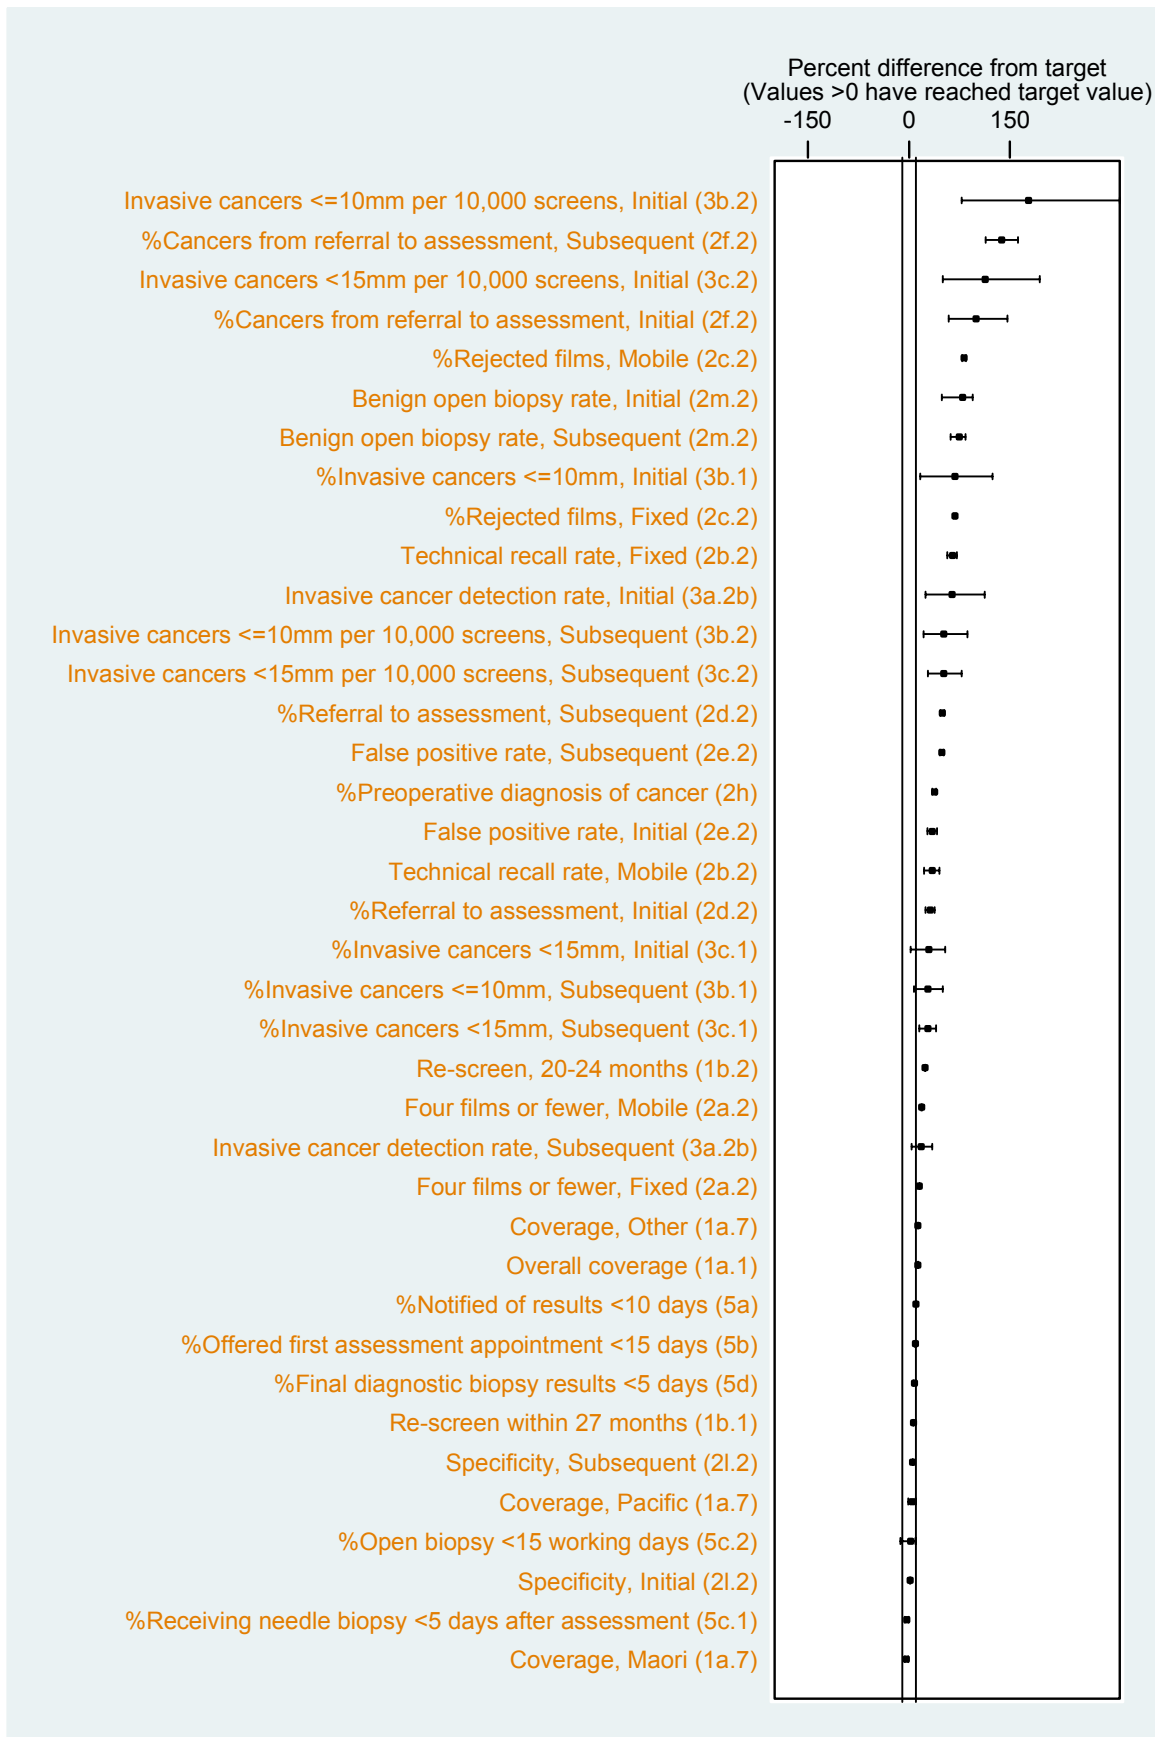 Percent difference from target
(Values >0 have reached target value)
-150 0 150
Invasive cancers <=10mm per 10,000 screens, Initial (3b.2)
%Cancers from referral to assessment, Subsequent (2f.2)
Invasive cancers <15mm per 10,000 screens, Initial (3c.2)
%Cancers from referral to assessment, Initial (2f.2)
%Rejected films, Mobile (2c.2)
Benign open biopsy rate, Initial (2m.2)
Benign open biopsy rate, Subsequent (2m.2)
%Invasive cancers <=10mm, Initial (3b.1)
%Rejected films, Fixed (2c.2)
Technical recall rate, Fixed (2b.2)
Invasive cancer detection rate, Initial (3a.2b)
Invasive cancers <=10mm per 10,000 screens, Subsequent (3b.2)
Invasive cancers <15mm per 10,000 screens, Subsequent (3c.2)
%Referral to assessment, Subsequent (2d.2)
False positive rate, Subsequent (2e.2)
%Preoperative diagnosis of cancer (2h)
False positive rate, Initial (2e.2)
Technical recall rate, Mobile (2b.2)
%Referral to assessment, Initial (2d.2)
%Invasive cancers <15mm, Initial (3c.1)
%Invasive cancers <=10mm, Subsequent (3b.1)
%Invasive cancers <15mm, Subsequent (3c.1)
Re-screen, 20-24 months (1b.2)
Four films or fewer, Mobile (2a.2)
Invasive cancer detection rate, Subsequent (3a.2b)
Four films or fewer, Fixed (2a.2)
Coverage, Other (1a.7)
Overall coverage (1a.1)
%Notified of results <10 days (5a)
%Offered first assessment appointment <15 days (5b)
%Final diagnostic biopsy results <5 days (5d)
Re-screen within 27 months (1b.1)
Specificity, Subsequent (2l.2)
Coverage, Pacific (1a.7)
%Open biopsy <15 working days (5c.2)
Specificity, Initial (2l.2)
%Receiving needle biopsy <5 days after assessment (5c.1)
Coverage, Maori (1a.7)